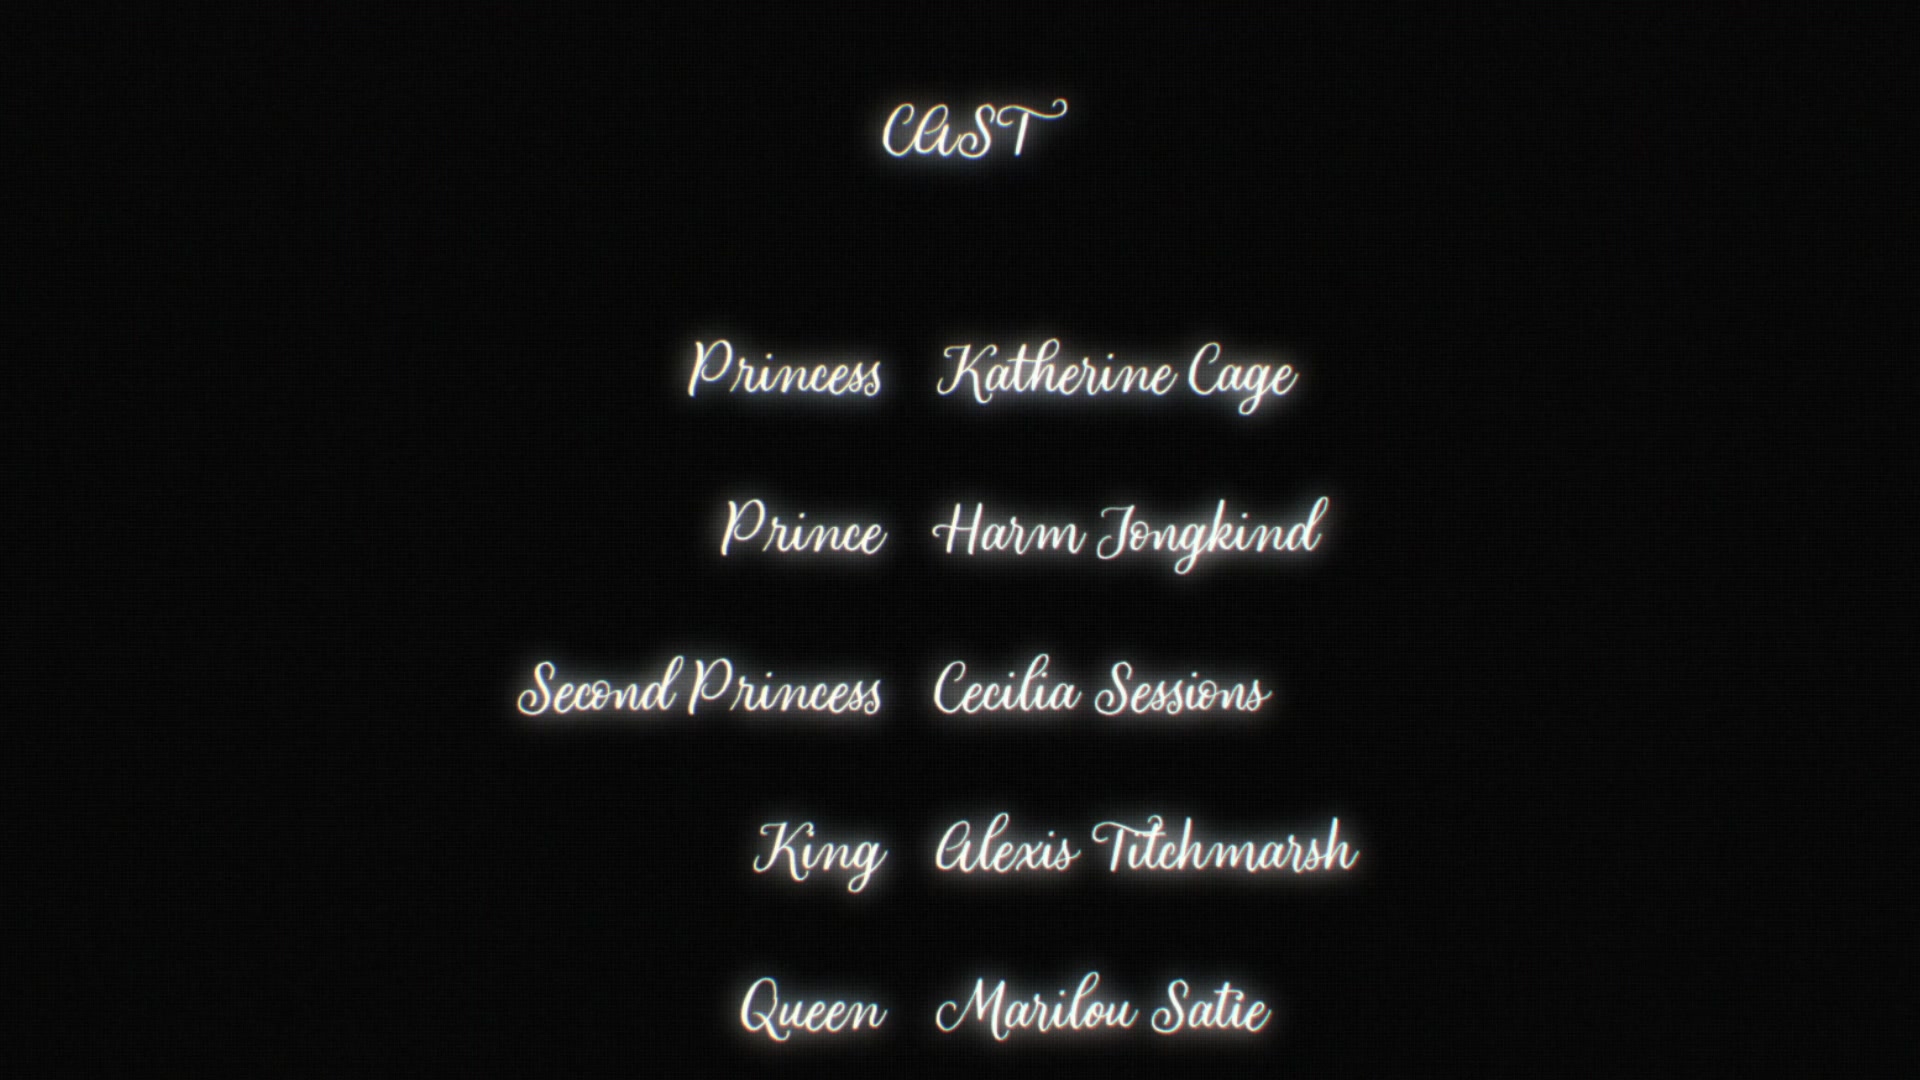 CAST
Princess Katherine Cage
Prince Harm Jongkind
Second Princess Cecilia Sessions
King Alexis Titchmarsh
Queen Marilou Satie